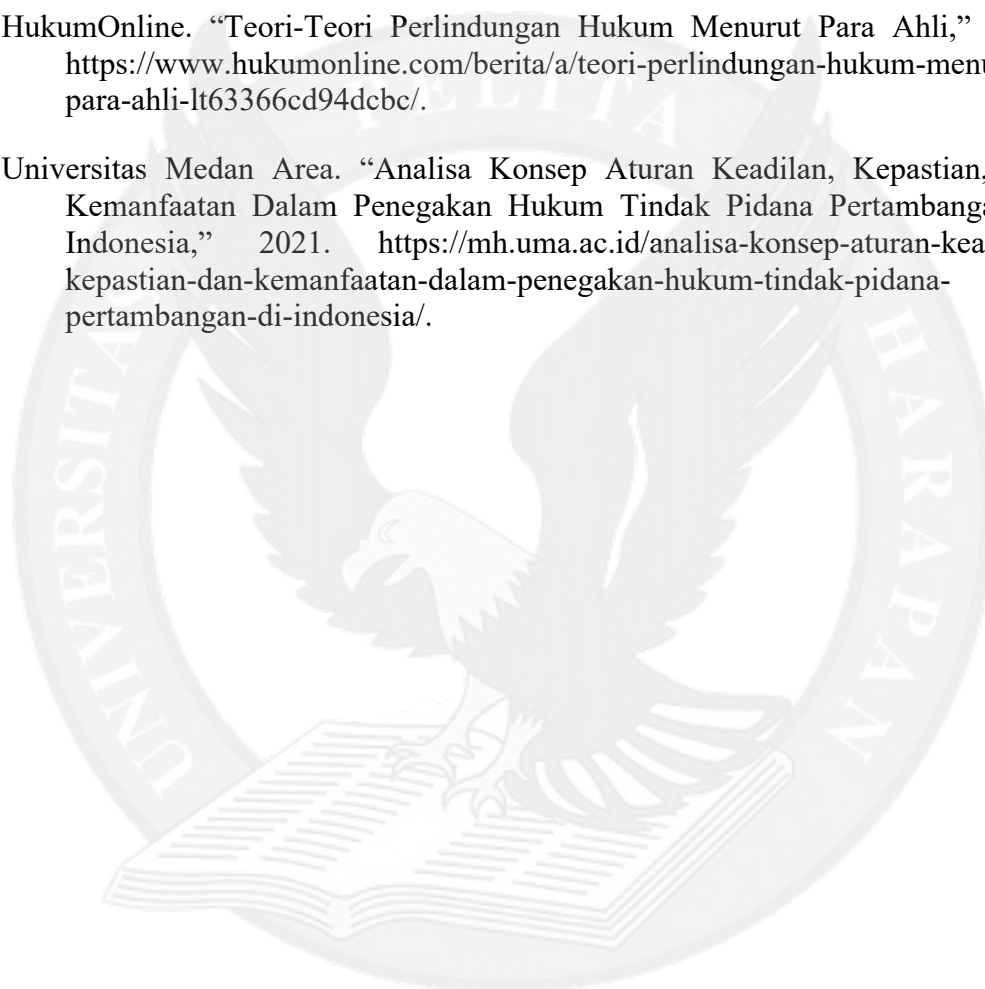 HukumOnline. “Teori-Teori Perlindungan Hukum Menurut Para Ahli,”
https://www.hukumonline.com/berita/a/teori-perlindungan-hukum-menu
para-ahli-lt63366cd94dcbc/.
Universitas Medan Area. “Analisa Konsep Aturan Keadilan, Kepastian,
Kemanfaatan Dalam Penegakan Hukum Tindak Pidana Pertambanga
Indonesia,” 2021. https://mh.uma.ac.id/analisa-konsep-aturan-kea
kepastian-dan-kemanfaatan-dalam-penegakan-hukum-tindak-pidana-
pertambangan-di-indonesia/.
UNIVERSITAS PELITA HARAPAN